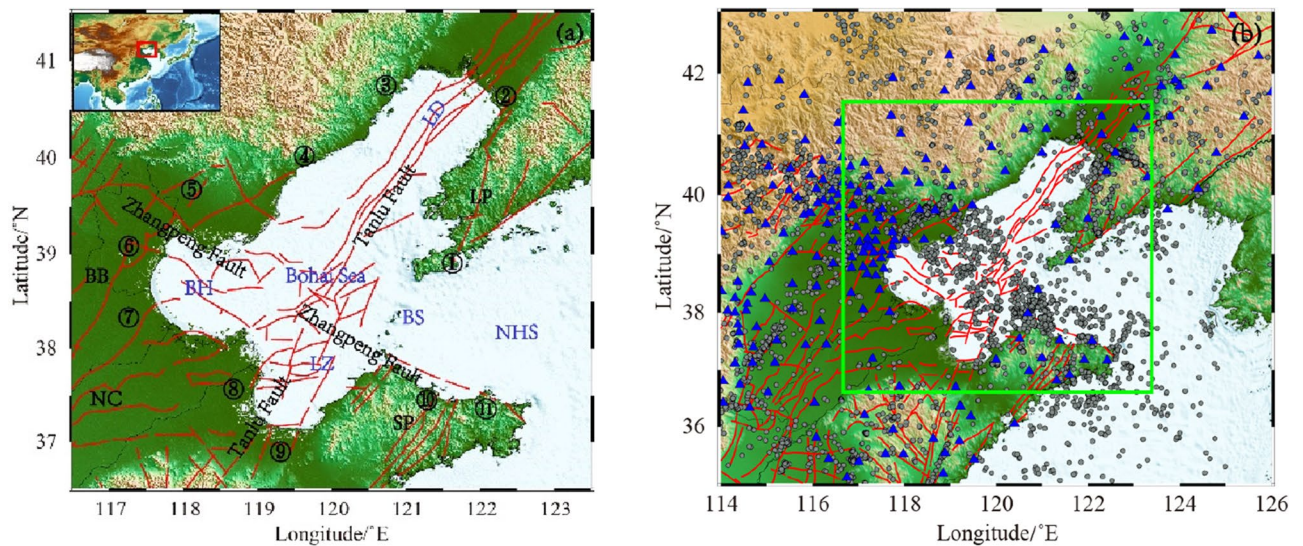 (a)
41
40
39
38
37
Latitude/°N
117
118
119
120
121
122
123
Longitude/°E
③
②
④
⑤
⑥
①
⑦
⑧
⑩
⑪
⑨
LD
Tanlu Fault
LP
Zhangpeng Fault
BB
BH
Bohai Sea
BS
NHS
Zhangpeng Fault
LZ
NC
Tanlu Fault
SP
(b)
42
40
38
36
Latitude/°N
114
116
118
120
122
124
126
Longitude/°E